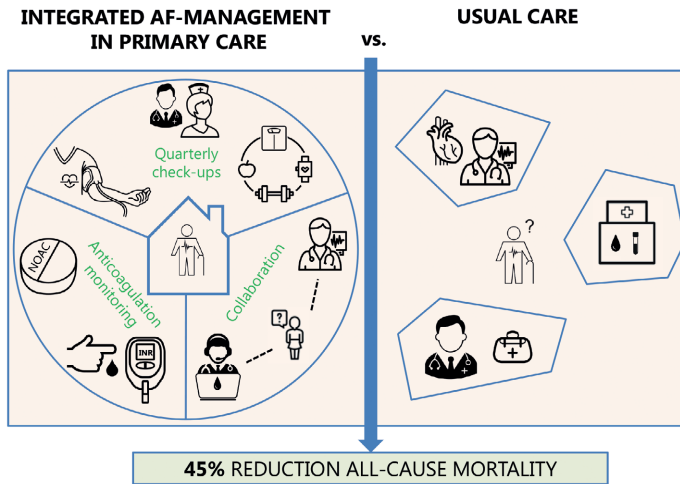 INTEGRATED AF-MANAGEMENT
IN PRIMARY CARE
vs.
USUAL CARE
Quarterly
check-ups
NOAC
Anticoagulation
monitoring
INR
Collaboration
?
?
45% REDUCTION ALL-CAUSE MORTALITY